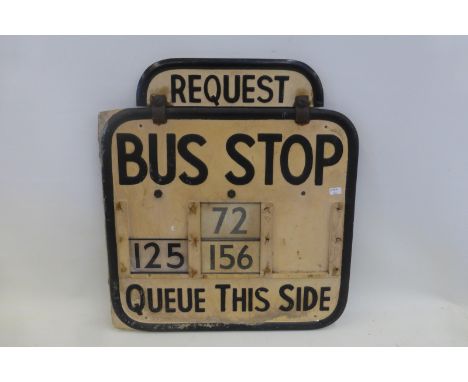 REQUEST
BUS STOP
72
125 156
QUEUE THIS SIDE